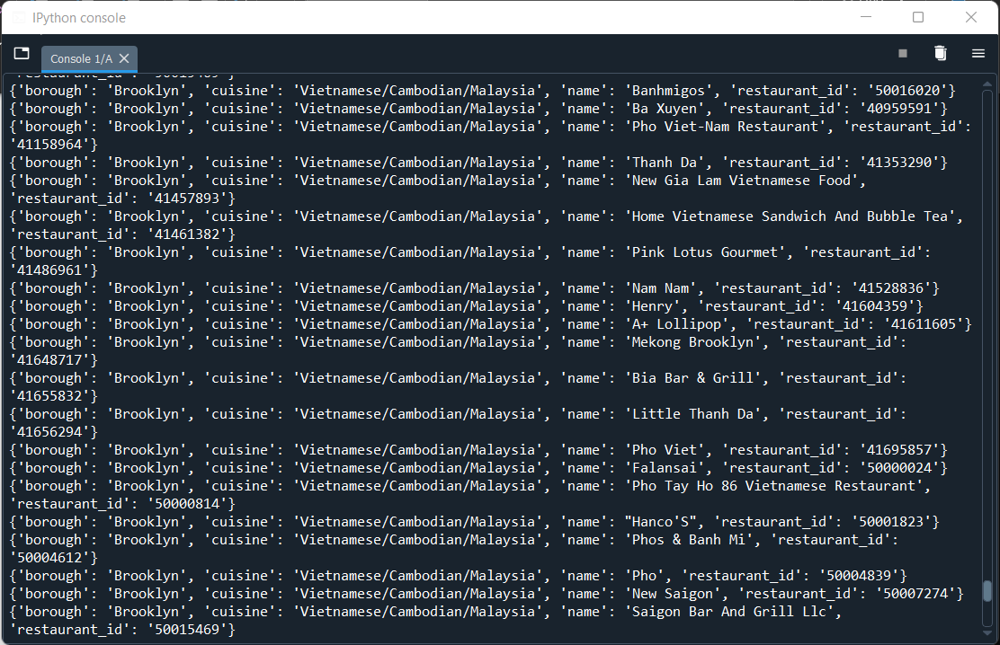 IPython console
Console 1/A
{'borough': 'Brooklyn', 'cuisine': 'Vietnamese/Cambodian/Malaysia', 'name': 'Banhmigos', 'restaurant_id': '50016020'}
{'borough': 'Brooklyn', 'cuisine': 'Vietnamese/Cambodian/Malaysia', 'name': 'Ba Xuyen', 'restaurant_id': '40959591'}
{'borough': 'Brooklyn', 'cuisine': 'Vietnamese/Cambodian/Malaysia', 'name': 'Pho Viet-Nam Restaurant', 'restaurant_id':
'41158964'}
{'borough': 'Brooklyn', 'cuisine': 'Vietnamese/Cambodian/Malaysia', 'name': 'Thanh Da', 'restaurant_id': '41353290'}
{'borough': 'Brooklyn', 'cuisine': 'Vietnamese/Cambodian/Malaysia', 'name': 'New Gia Lam Vietnamese Food',
'restaurant_id': '41457893'}
{'borough': 'Brooklyn', 'cuisine': 'Vietnamese/Cambodian/Malaysia', 'name': 'Home Vietnamese Sandwich And Bubble Tea',
'restaurant_id': '41461382'}
{'borough': 'Brooklyn', 'cuisine': 'Vietnamese/Cambodian/Malaysia', 'name': 'Pink Lotus Gourmet', 'restaurant_id':
'41486961'}
{'borough': 'Brooklyn', 'cuisine': 'Vietnamese/Cambodian/Malaysia', 'name': 'Nam Nam', 'restaurant_id': '41528836'}
{'borough': 'Brooklyn', 'cuisine': 'Vietnamese/Cambodian/Malaysia', 'name': 'Henry', 'restaurant_id': '41604359'}
{'borough': 'Brooklyn', 'cuisine': 'Vietnamese/Cambodian/Malaysia', 'name': 'A+ Lollipop', 'restaurant_id': '41611605'}
{'borough': 'Brooklyn', 'cuisine': 'Vietnamese/Cambodian/Malaysia', 'name': 'Mekong Brooklyn', 'restaurant_id':
'41648717'}
{'borough': 'Brooklyn', 'cuisine': 'Vietnamese/Cambodian/Malaysia', 'name': 'Bia Bar & Grill', 'restaurant_id':
'41655832'}
{'borough': 'Brooklyn', 'cuisine': 'Vietnamese/Cambodian/Malaysia', 'name': 'Little Thanh Da', 'restaurant_id':
'41656294'}
{'borough': 'Brooklyn', 'cuisine': 'Vietnamese/Cambodian/Malaysia', 'name': 'Pho Viet', 'restaurant_id': '41695857'}
{'borough': 'Brooklyn', 'cuisine': 'Vietnamese/Cambodian/Malaysia', 'name': 'Falansai', 'restaurant_id': '50000024'}
{'borough': 'Brooklyn', 'cuisine': 'Vietnamese/Cambodian/Malaysia', 'name': 'Pho Tay Ho 86 Vietnamese Restaurant',
'restaurant_id': '50000814'}
{'borough': 'Brooklyn', 'cuisine': 'Vietnamese/Cambodian/Malaysia', 'name': "Hanco'S", 'restaurant_id': '50001823'}
{'borough': 'Brooklyn', 'cuisine': 'Vietnamese/Cambodian/Malaysia', 'name': 'Phos & Banh Mi', 'restaurant_id':
'50004612'}
{'borough': 'Brooklyn', 'cuisine': 'Vietnamese/Cambodian/Malaysia', 'name': 'Pho', 'restaurant_id': '50004839'}
{'borough': 'Brooklyn', 'cuisine': 'Vietnamese/Cambodian/Malaysia', 'name': 'New Saigon', 'restaurant_id': '50007274'}
{'borough': 'Brooklyn', 'cuisine': 'Vietnamese/Cambodian/Malaysia', 'name': 'Saigon Bar And Grill Llc',
'restaurant_id': '50015469'}